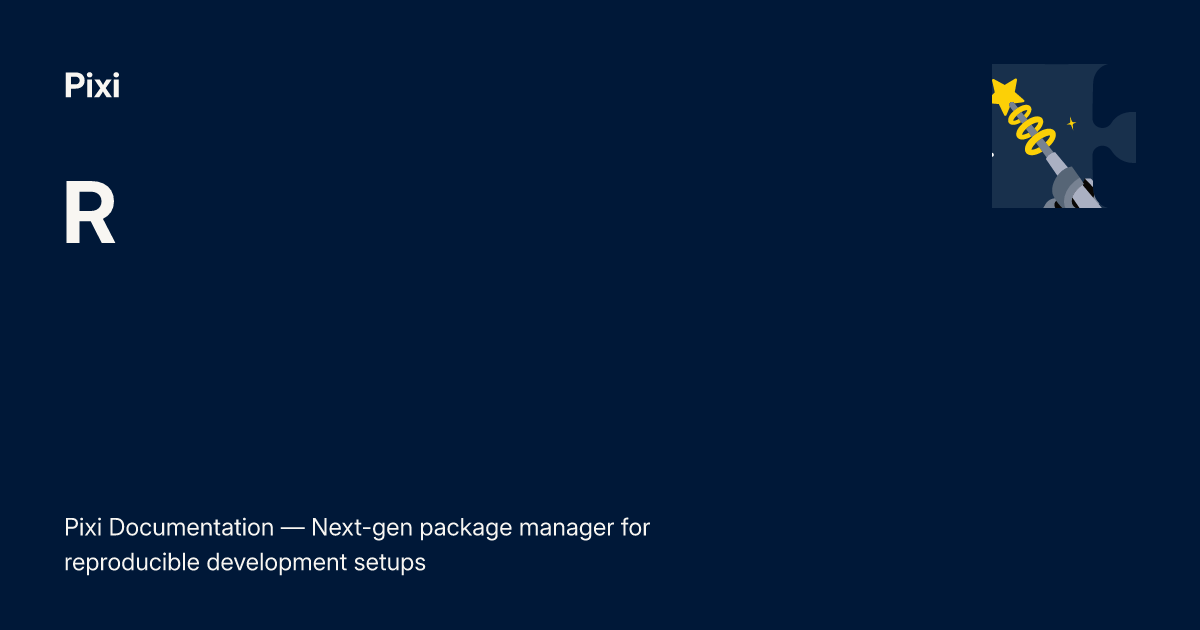 Pixi
R
Pixi Documentation — Next-gen package manager for
reproducible development setups